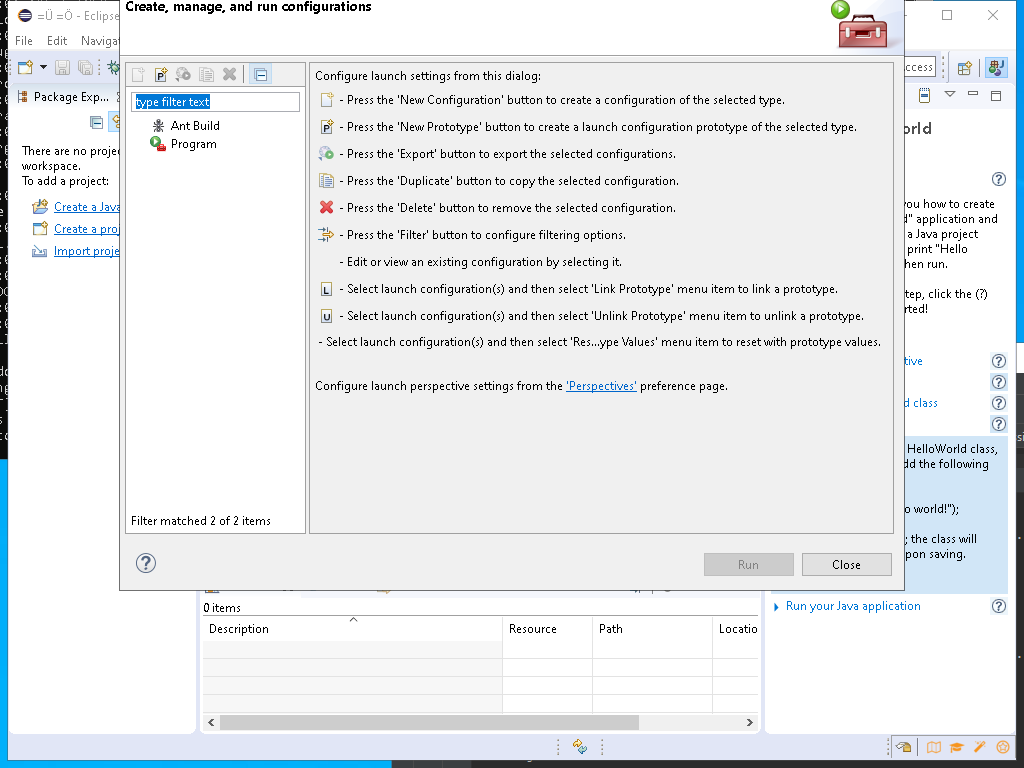 Create, manage, and run configurations
=Ü =Ö - Eclipse
File Edit Naviga
ccess
Package Exp...
There are no proje
workspace.
To add a project:
Create a Java
Create a proj
Import proje
type filter text
Ant Build
Program
Filter matched 2 of 2 items
Configure launch settings from this dialog:
- Press the 'New Configuration' button to create a configuration of the selected type.
- Press the 'New Prototype' button to create a launch configuration prototype of the selected type.
- Press the 'Export' button to export the selected configurations.
- Press the 'Duplicate' button to copy the selected configuration.
- Press the 'Delete' button to remove the selected configuration.
- Press the 'Filter' button to configure filtering options.
- Edit or view an existing configuration by selecting it.
L - Select launch configuration(s) and then select 'Link Prototype' menu item to link a prototype.
U - Select launch configuration(s) and then select 'Unlink Prototype' menu item to unlink a prototype.
- Select launch configuration(s) and then select 'Res...ype Values' menu item to reset with prototype values.
Configure launch perspective settings from the 'Perspectives' preference page.
Run
Close
orld
you how to create
d" application and
a Java project
print "Hello
hen run.
tep, click the (?)
rted!
tive
d class
HelloWorld class,
dd the following
o world!");
; the class will
pon saving.
Run your Java application
0 items
Description Resource Path Locatio